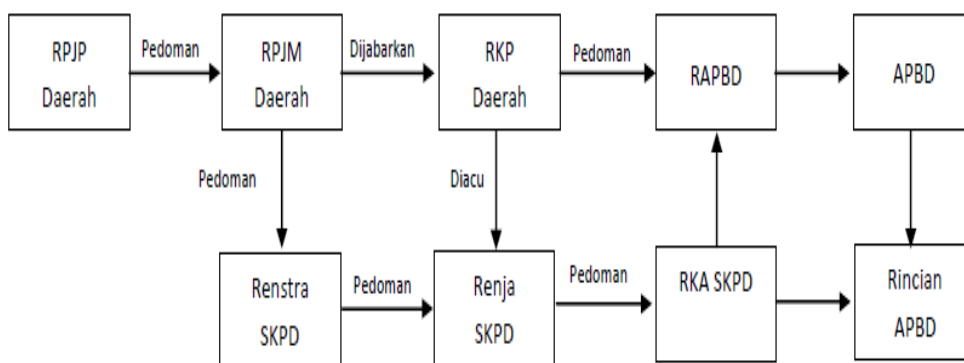 RPJP
Daerah
Pedoman
RPJM
Daerah
Dijabarkan
RKP
Daerah
Pedoman
RAPBD
APBD
Pedoman
Diacu
Renstra
SKPD
Pedoman
Renja
SKPD
Pedoman
RKA SKPD
Rincian
APBD